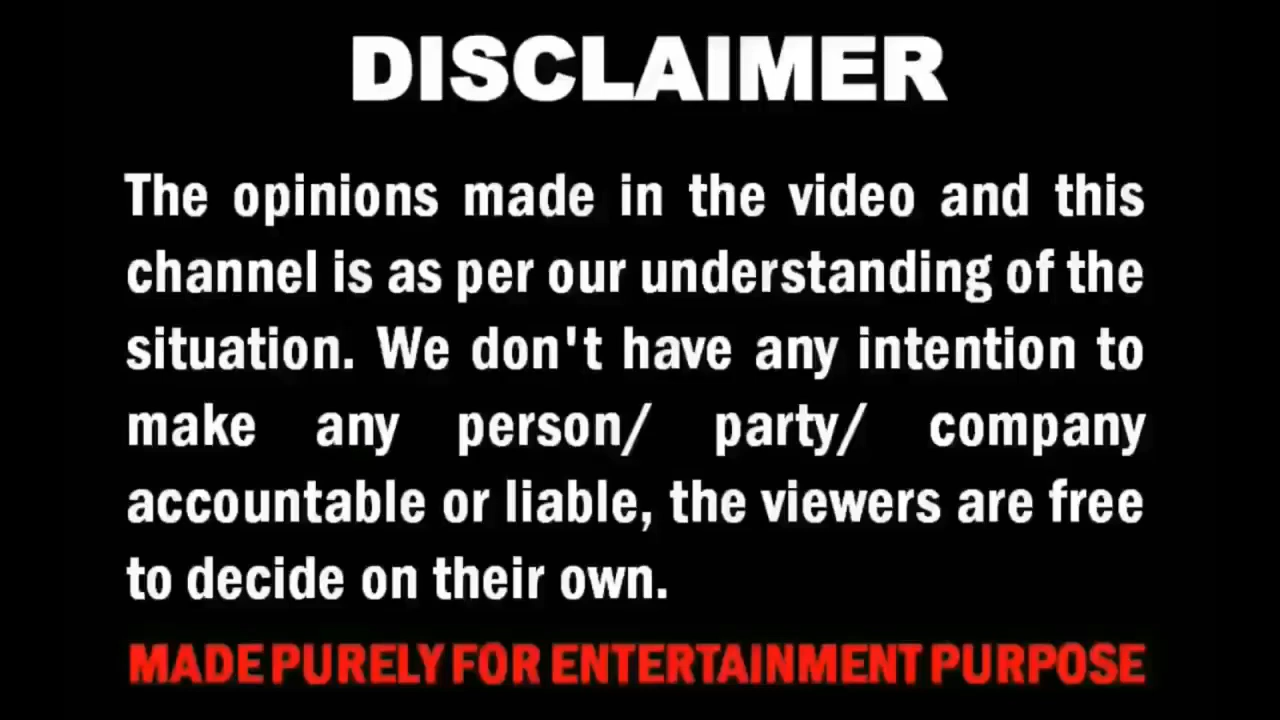 DISCLAIMER
The opinions made in the video and this
channel is as per our understanding of the
situation. We don't have any intention to
make any person/ party/ company
accountable or liable, the viewers are free
to decide on their own.
MADE PURELY FOR ENTERTAINMENT PURPOSE